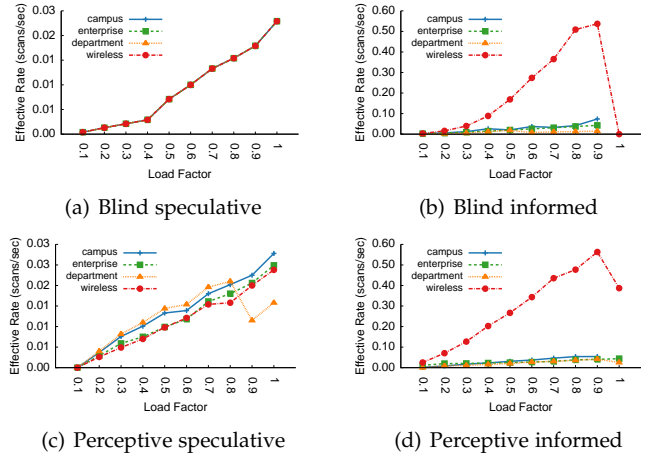 Effective Rate (scans/sec)
0.03
0.02
0.01
0.01
0.00
campus
enterprise
department
wireless
0.1
0.2
0.3
0.4
0.5
0.6
0.7
0.8
0.9
1
Load Factor
(a) Blind speculative
Effective Rate (scans/sec)
0.60
0.50
0.40
0.30
0.20
0.10
0.00
campus
enterprise
department
wireless
0.1
0.2
0.3
0.4
0.5
0.6
0.7
0.8
0.9
1
Load Factor
(b) Blind informed
Effective Rate (scans/sec)
0.03
0.03
0.02
0.01
0.01
0.00
campus
enterprise
department
wireless
0.1
0.2
0.3
0.4
0.5
0.6
0.7
0.8
0.9
1
Load Factor
(c) Perceptive speculative
Effective Rate (scans/sec)
0.60
0.50
0.40
0.30
0.20
0.10
0.00
campus
enterprise
department
wireless
0.1
0.2
0.3
0.4
0.5
0.6
0.7
0.8
0.9
1
Load Factor
(d) Perceptive informed